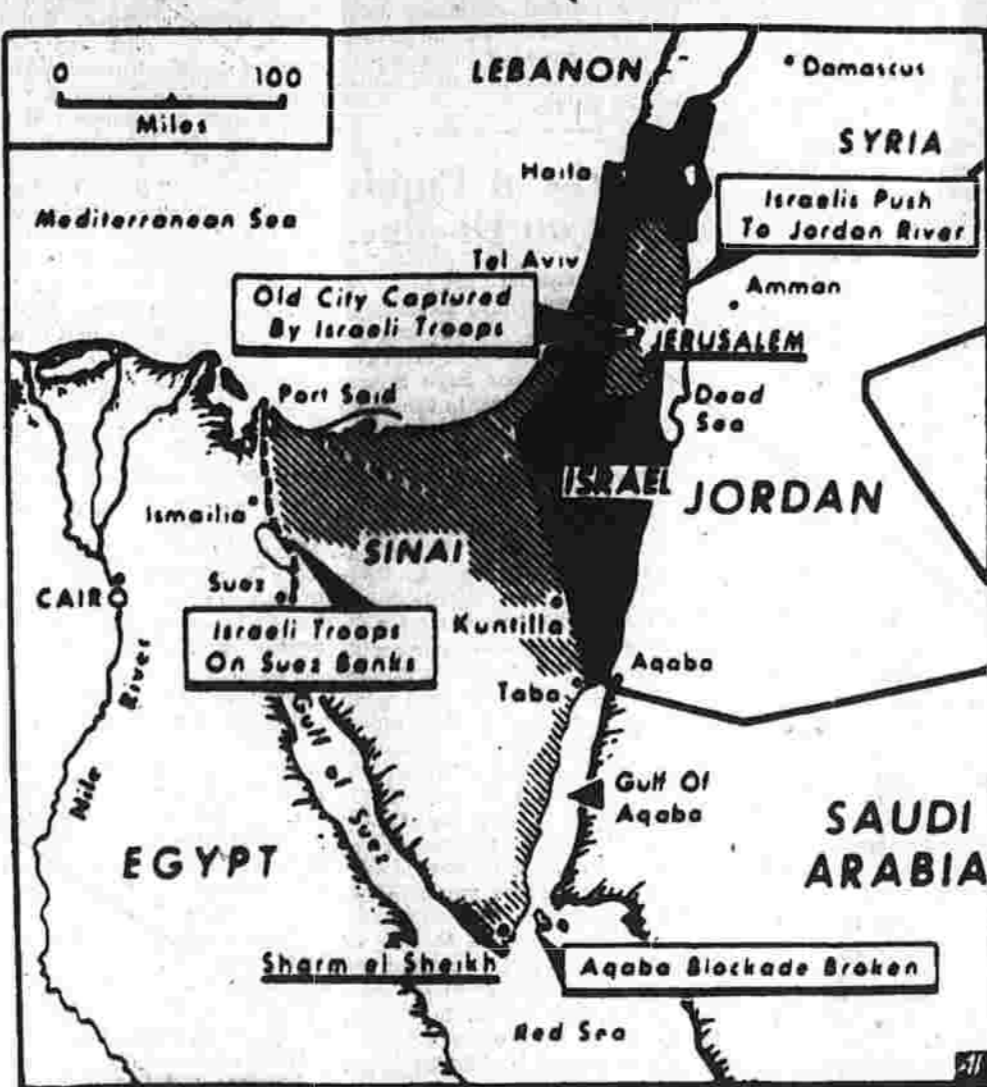 0 100
Miles
LEBANON
Damascus
SYRIA
Haifa
Israelis Push
To Jordan River
Mediterranean Sea
Tel Aviv
Amman
Old City Captured
By Israeli Troops
JERUSALEM
Port Said
Dead
Sea
ISRAEL
JORDAN
Ismailia
SINAI
Suez
CAIRO
Kuntilla
Israeli Troops
On Suez Banks
Aqaba
Taba
Nile River
Gulf of Suez
Gulf Of
Aqaba
SAUDI
ARABIA
EGYPT
Sharm el Sheikh
Aqaba Blockade Broken
Red Sea